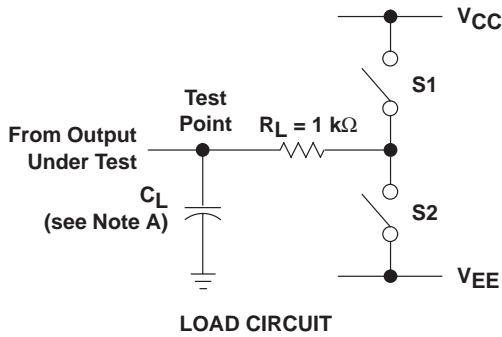 VCC
S1
Test
Point
RL = 1 kΩ
From Output
Under Test
CL
(see Note A)
S2
VEE
LOAD CIRCUIT